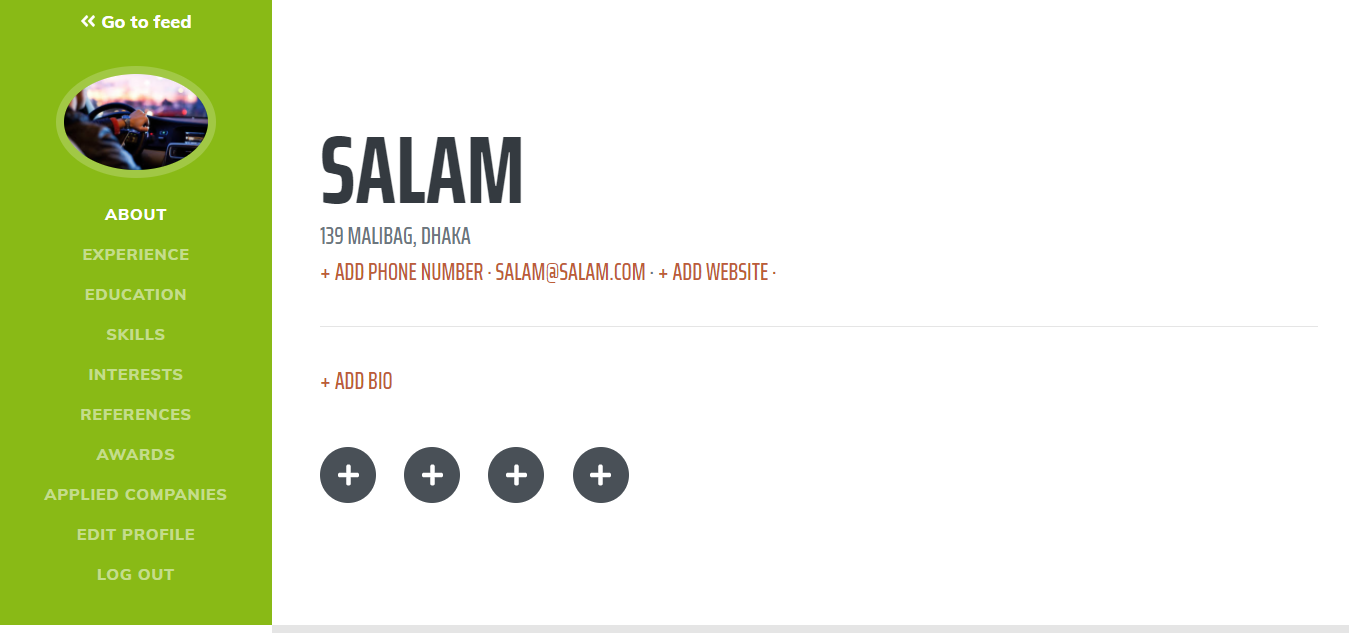 « Go to feed
ABOUT
EXPERIENCE
EDUCATION
SKILLS
INTERESTS
REFERENCES
AWARDS
APPLIED COMPANIES
EDIT PROFILE
LOG OUT
SALAM
139 MALIBAG, DHAKA
+ ADD PHONE NUMBER · SALAM@SALAM.COM · + ADD WEBSITE ·
+ ADD BIO
+ + + +